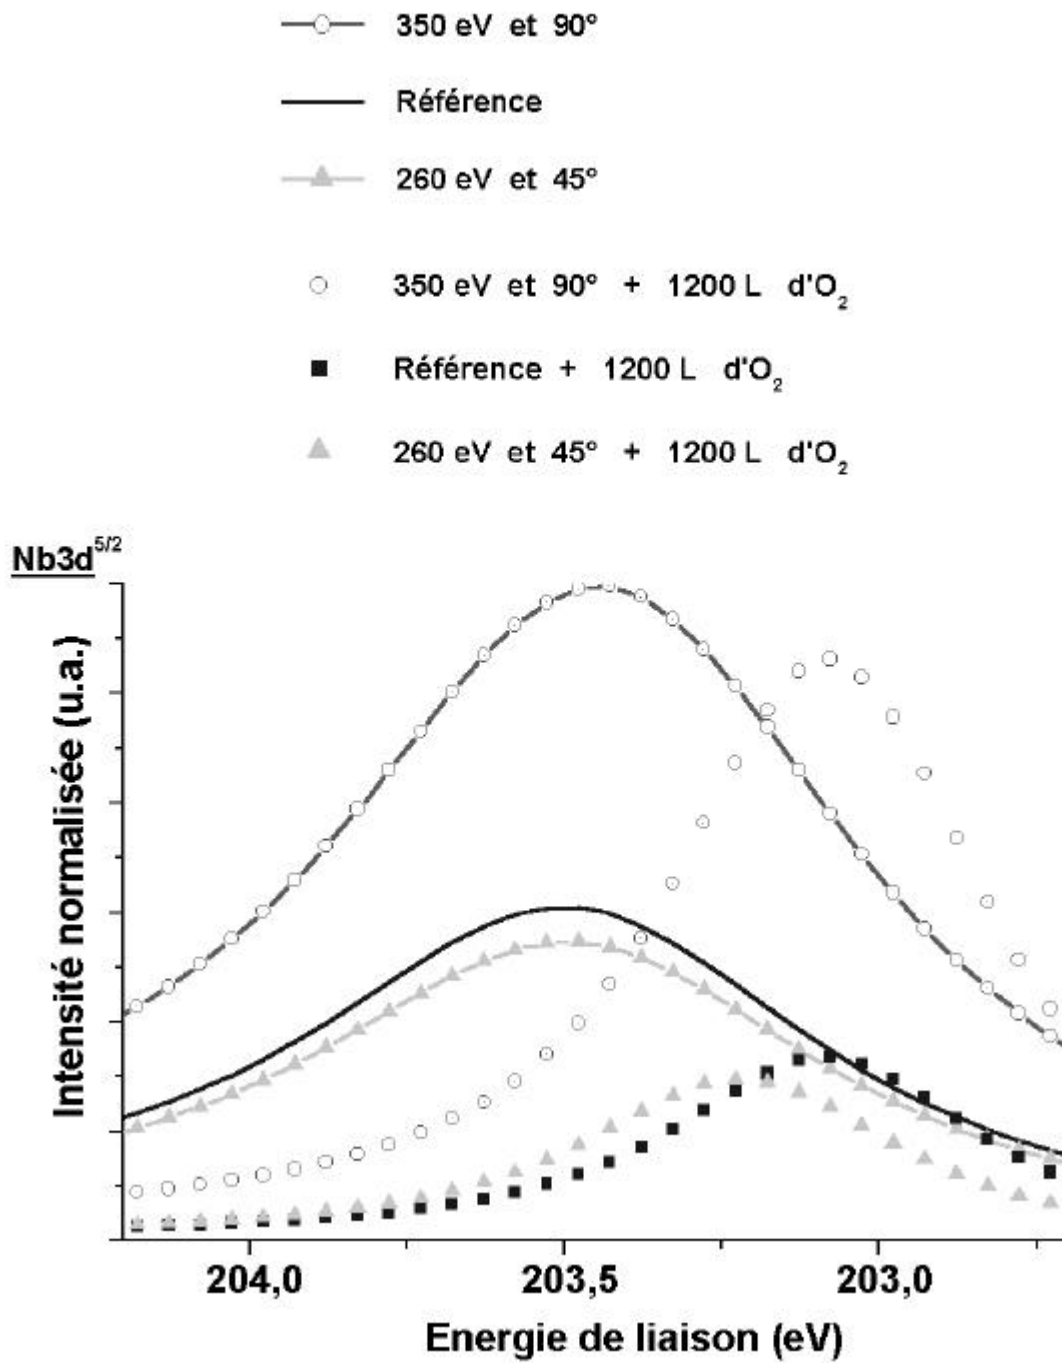 350 eV et 90°
Référence
260 eV et 45°
350 eV et 90° + 1200 L d'O₂
Référence + 1200 L d'O₂
260 eV et 45° + 1200 L d'O₂
Nb3d⁵/²
Intensité normalisée (u.a.)
204,0 203,5 203,0
Energie de liaison (eV)